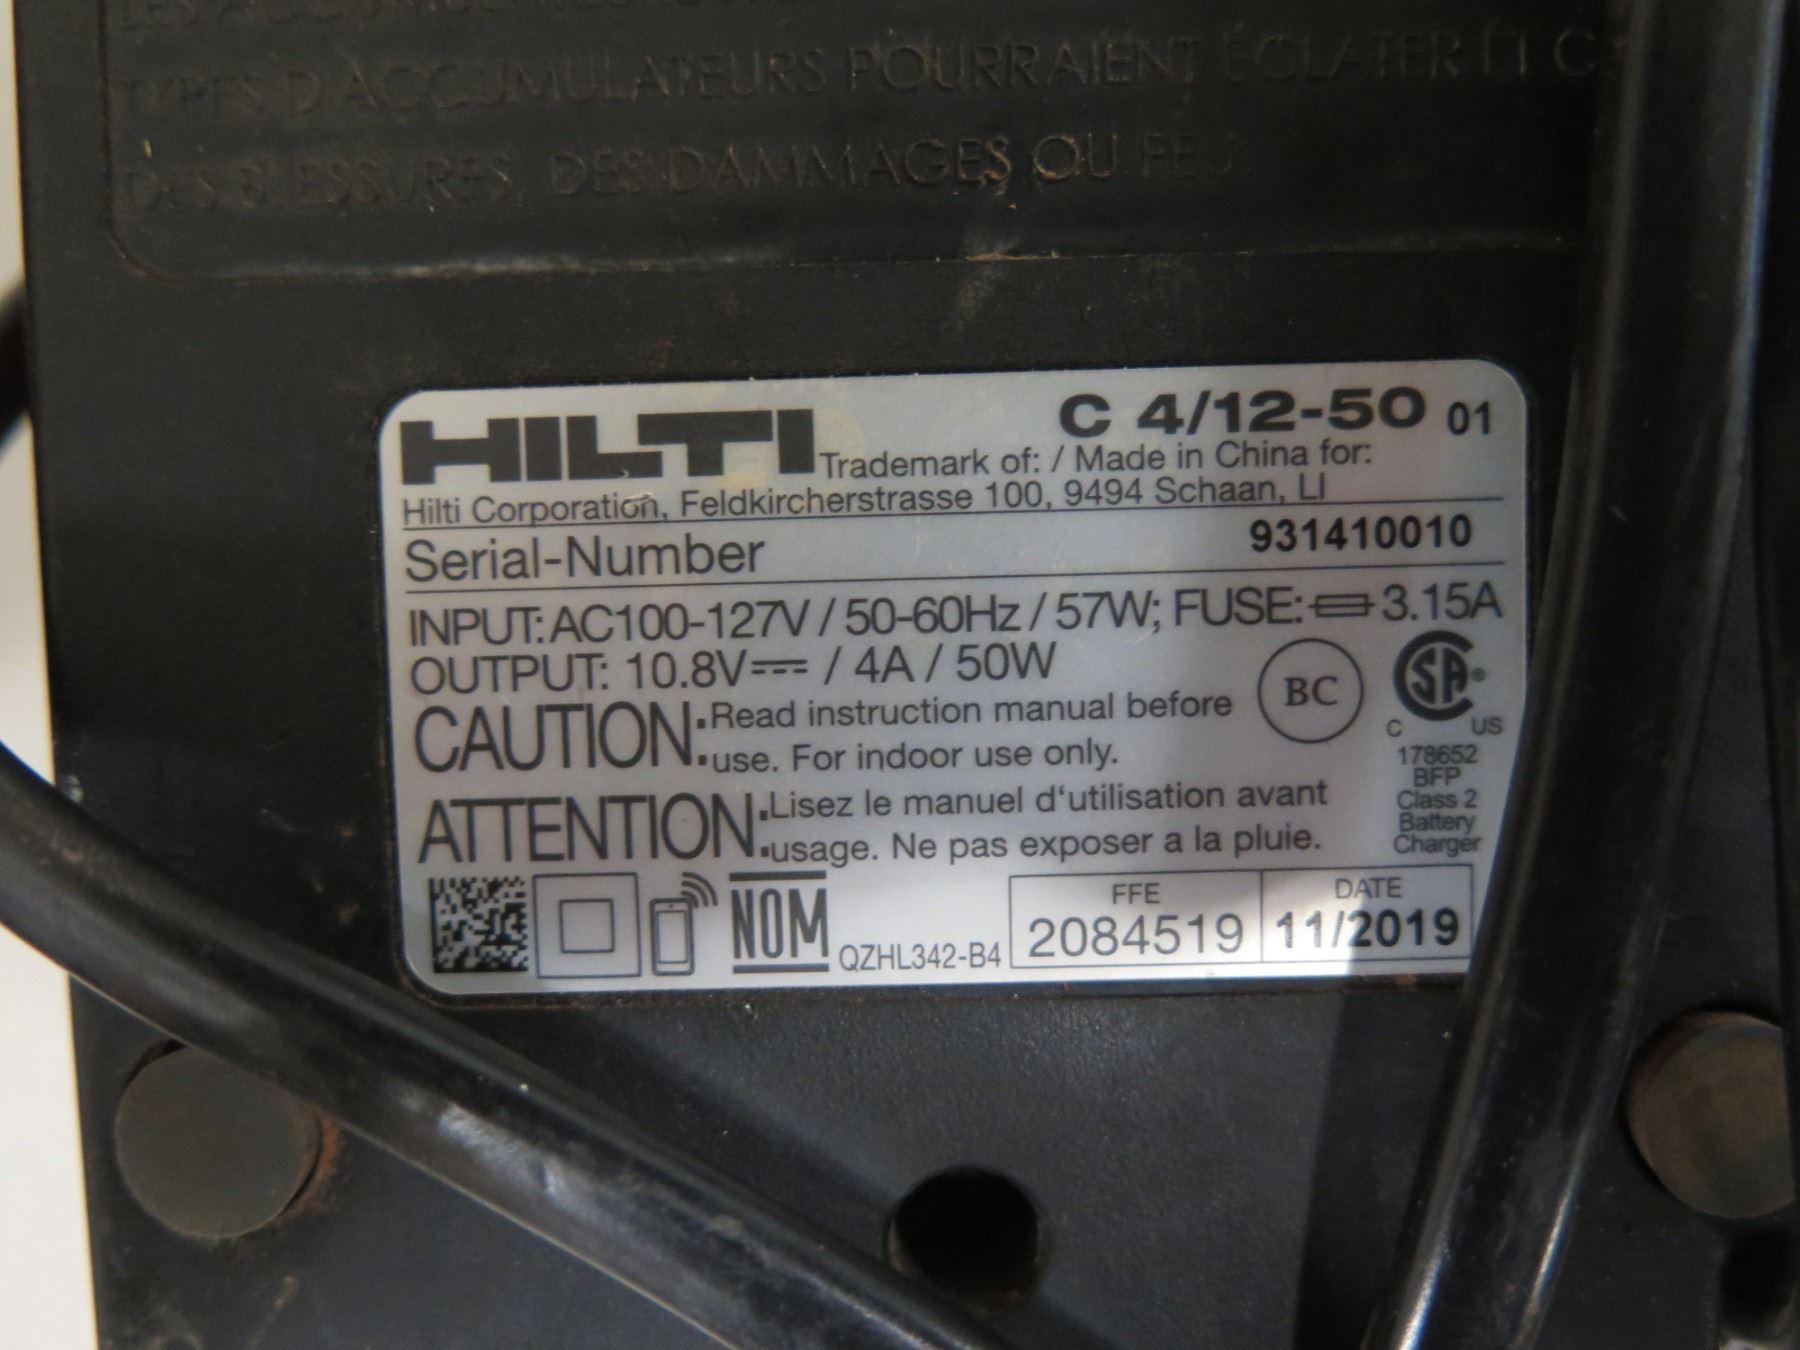 TYPES D'ACCUMULATEURS POURRAIENT ÉCLATER ET C
DES BLESSURES, DES DAMMAGES OU FEU.
HILTI C 4/12-50 01
Trademark of: / Made in China for:
Hilti Corporation, Feldkircherstrasse 100, 9494 Schaan, LI
Serial-Number 931410010
INPUT: AC100-127V / 50-60Hz / 57W; FUSE: 3.15A
OUTPUT: 10.8V / 4A / 50W
CAUTION: Read instruction manual before
use. For indoor use only.
BC
CSA®
C US
178652
BFP
Class 2
Battery
Charger
ATTENTION: Lisez le manuel d'utilisation avant
usage. Ne pas exposer a la pluie.
NOM QZHL342-B4
FFE
2084519
DATE
11/2019